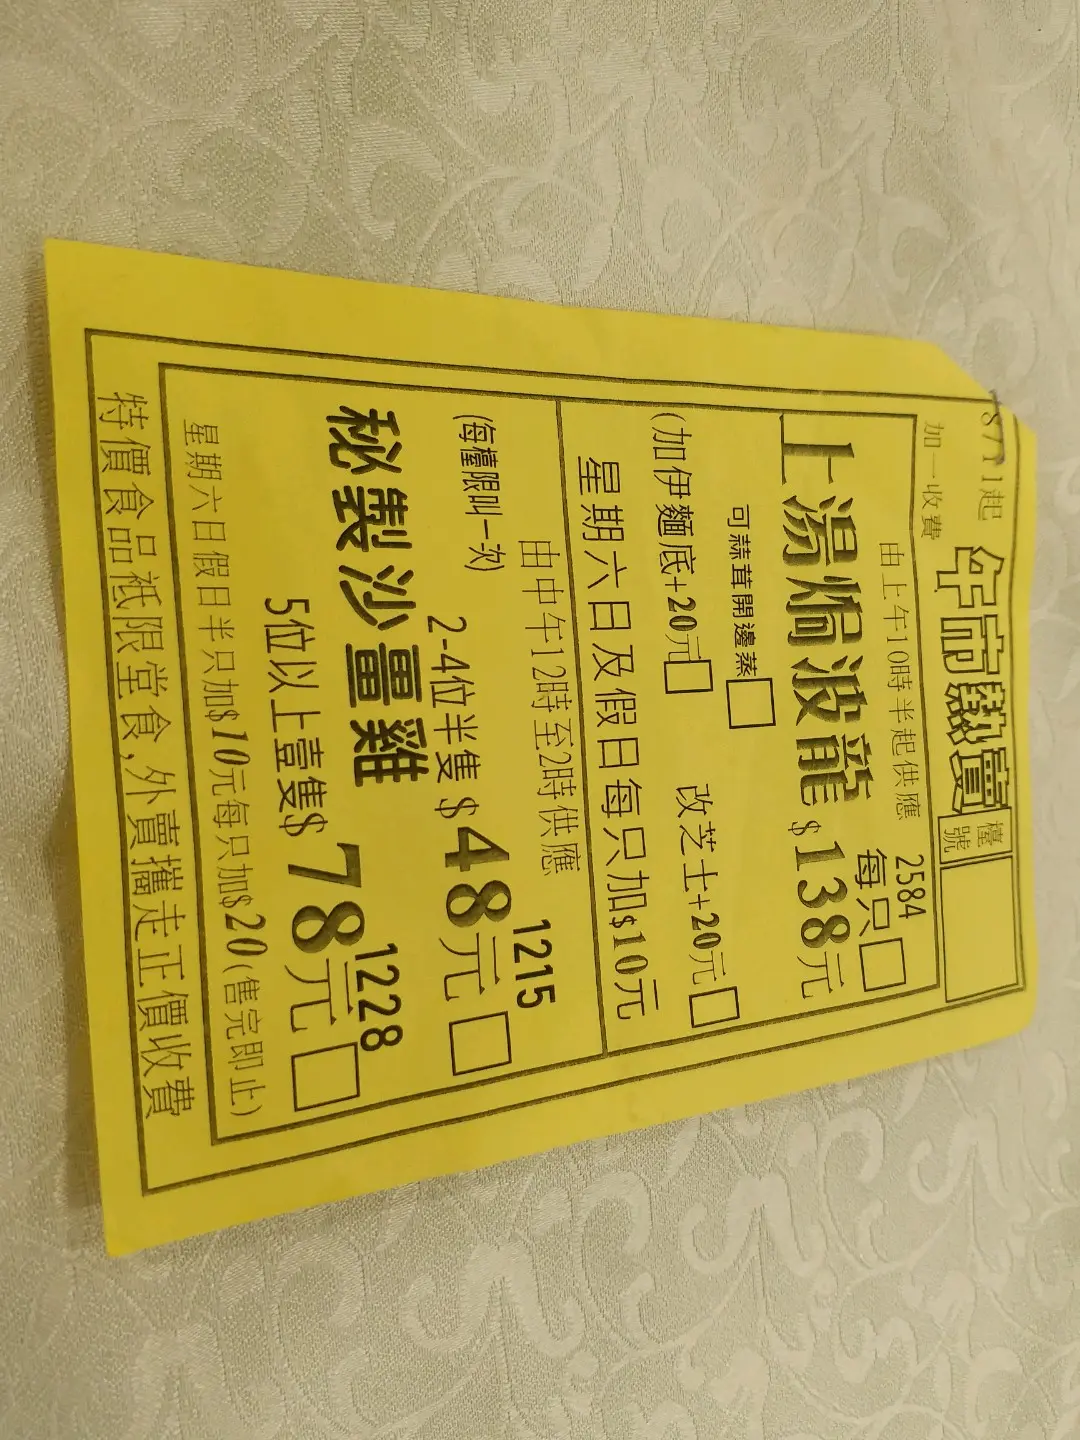 8/11起
午市熱賣
檯號
加一收費
由上午10時半起供應
2584
每只
上湯焗波龍 $138元
可蒜茸開邊蒸
(加伊麵底+20元
改芝士+20元
星期六日及假日每只加$10元
由中午12時至2時供應
1215
(每檯限叫一次)
2-4位半隻 $48元
秘製沙薑雞
1228
5位以上壹隻$78元
星期六日假日半只加$10元每只加$20(售完即止)
特價食品衹限堂食,外賣攜走正價收費